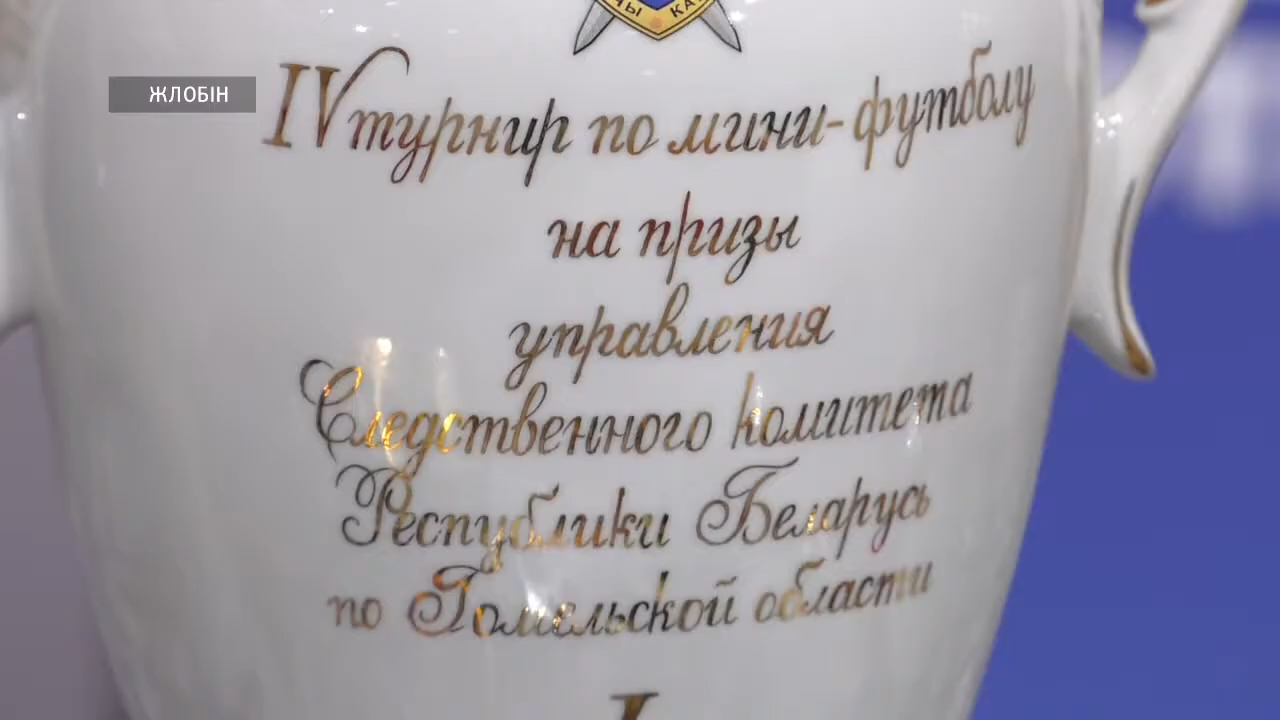 ЖЛОБІН
IV турнир по мини-футболу
на призы
управления
Следственного комитета
Республики Беларусь
по Гомельской области